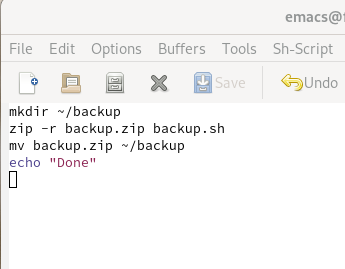 emacs@
File Edit Options Buffers Tools Sh-Script
Save Undo
mkdir ~/backup
zip -r backup.zip backup.sh
mv backup.zip ~/backup
echo "Done"